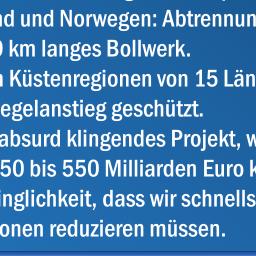 nd und Norwegen: Abtrennun
0 km langes Bollwerk.
n Küstenregionen von 15 Län
egelanstieg geschützt.
absurd klingendes Projekt, w
50 bis 550 Milliarden Euro k
inglichkeit, dass wir schnells
ionen reduzieren müssen.